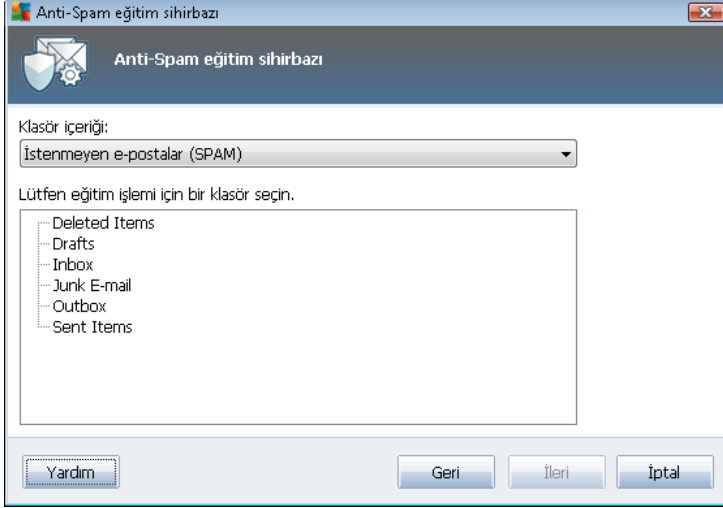 Anti-Spam eğitim sihirbazı
Anti-Spam eğitim sihirbazı
Klasör içeriği:
İstenmeyen e-postalar (SPAM)
Lütfen eğitim işlemi için bir klasör seçin.
Deleted Items
Drafts
Inbox
Junk E-mail
Outbox
Sent Items
Yardım Geri İleri İptal